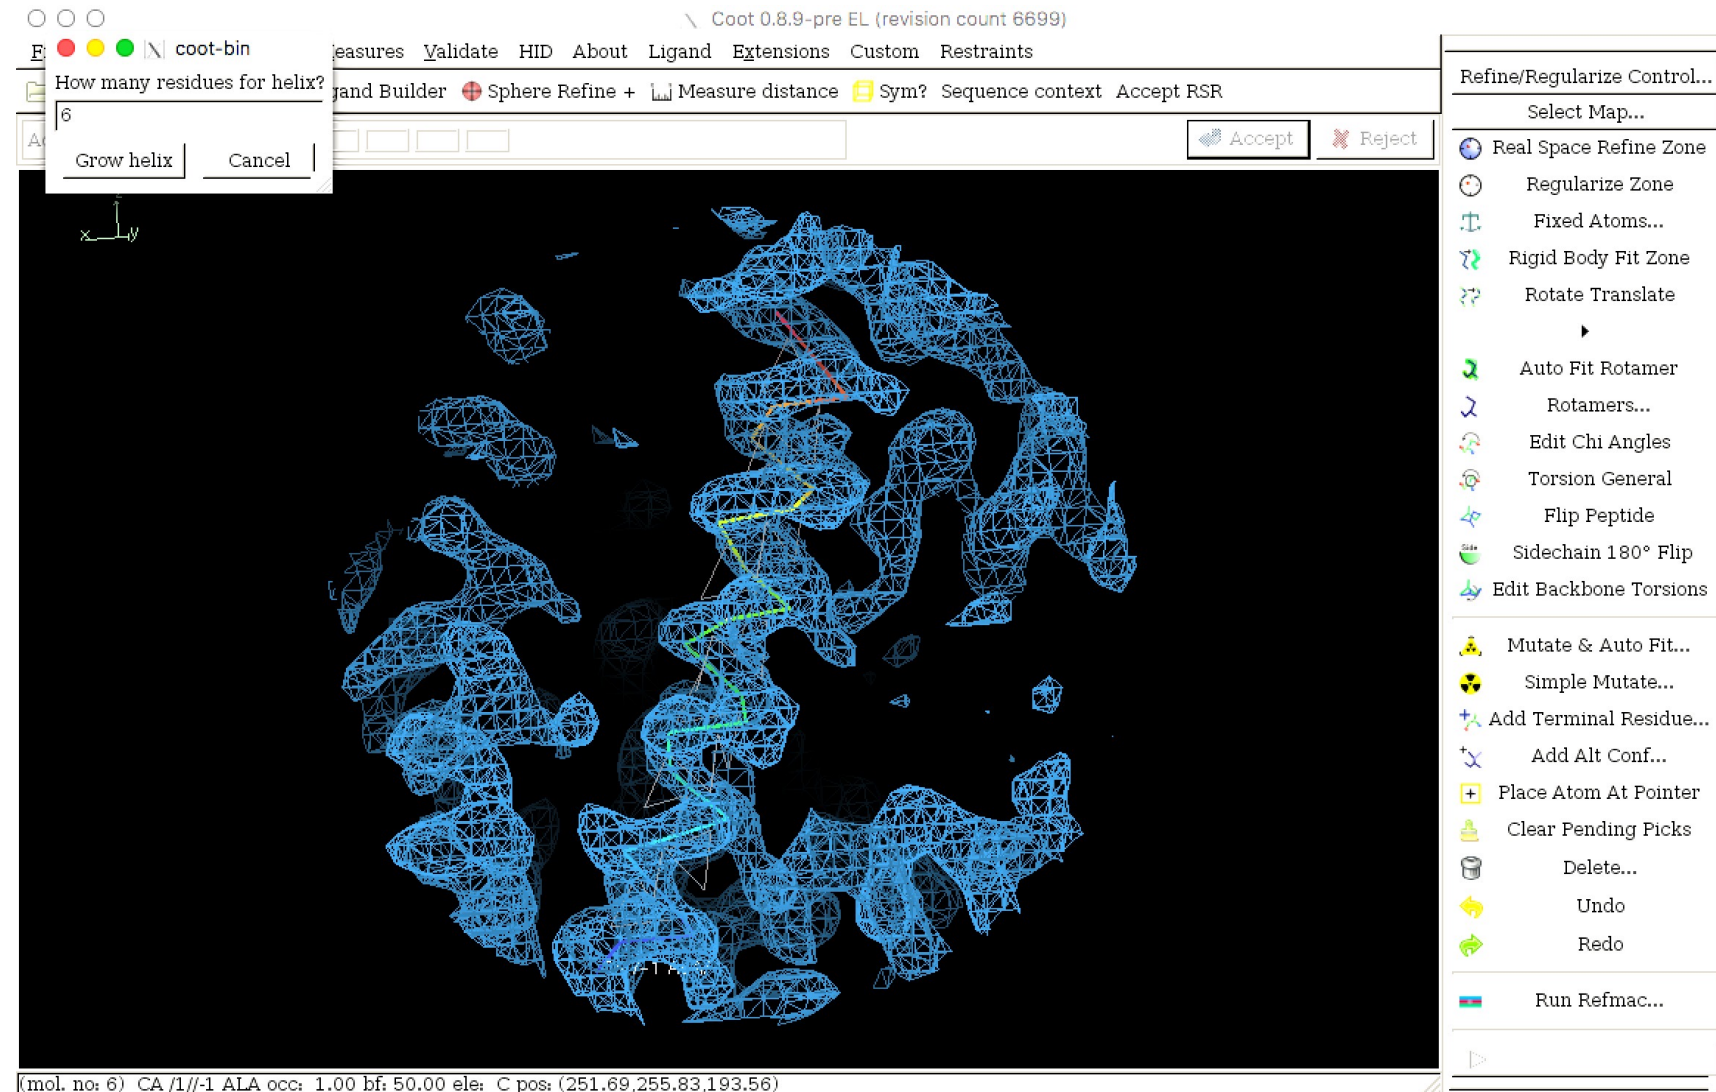 Coot 0.8.9-pre EL (revision count 6699)
coot-bin
Validate HID About Ligand Extensions Custom Restraints
How many residues for helix?
6
Grow helix Cancel
Builder Sphere Refine + Measure distance Sym? Sequence context Accept RSR
Accept Reject
x y
Refine/Regularize Control...
Select Map...
Real Space Refine Zone
Regularize Zone
Fixed Atoms...
Rigid Body Fit Zone
Rotate Translate
Auto Fit Rotamer
Rotamers...
Edit Chi Angles
Torsion General
Flip Peptide
Side
Sidechain 180° Flip
Edit Backbone Torsions
Mutate & Auto Fit...
Simple Mutate...
Add Terminal Residue...
Add Alt Conf...
Place Atom At Pointer
Clear Pending Picks
Delete...
Undo
Redo
Run Refmac...
(mol. no: 6) CA /1//-1 ALA occ: 1.00 bf: 50.00 ele: C pos: (251.69,255.83,193.56)